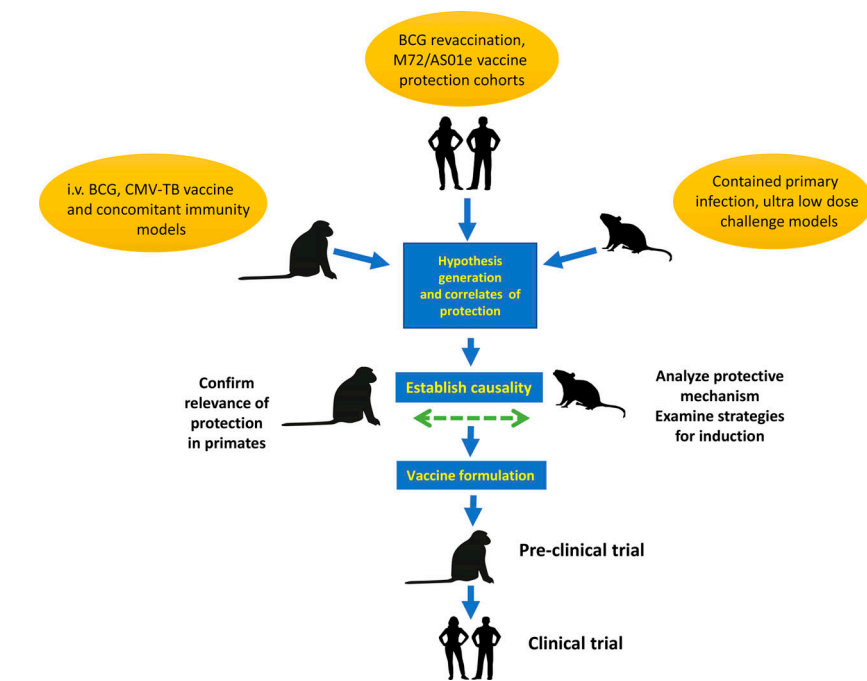 BCG revaccination,
M72/AS01e vaccine
protection cohorts
i.v. BCG, CMV-TB vaccine
and concomitant immunity
models
Contained primary
infection, ultra low dose
challenge models
Hypothesis
generation
and correlates of
protection
Confirm
relevance of
protection
in primates
Establish causality
Analyze protective
mechanism
Examine strategies
for induction
Vaccine formulation
Pre-clinical trial
Clinical trial